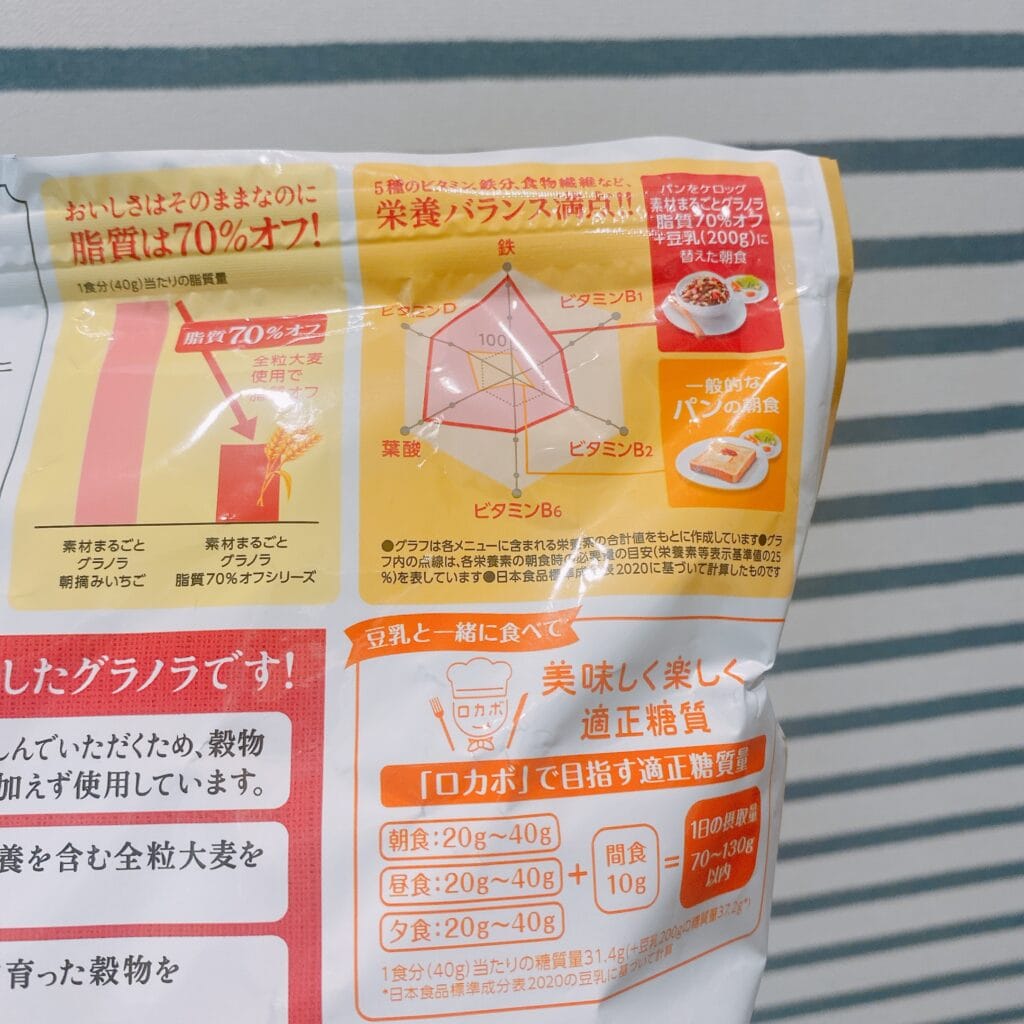 おいしさはそのままなのに
脂質は70%オフ!
1食分(40g)当たりの脂質量
脂質70%オフ
全粒大麦
使用で
脂質オフ
素材まるごと
グラノラ
朝摘みいちご
素材まるごと
グラノラ
脂質70%オフシリーズ
5種のビタミン、鉄分、食物繊維など、
栄養バランス満点!!
鉄
ビタミンD
ビタミンB1
100
葉酸
ビタミンB2
ビタミンB6
パンをケロッグ
素材まるごとグラノラ
脂質70%オフ
+豆乳(200g)に
替えた朝食
一般的な
パンの朝食
●グラフは各メニューに含まれる栄養素の合計値をもとに作成しています●グラ
フ内の点線は、各栄養素の朝食時の必要量の目安(栄養素等表示基準値の25
%)を表しています●日本食品標準成分表2020に基づいて計算したものです
したグラノラです!
しんでいただくため、穀物
加えず使用しています。
養を含む全粒大麦を
育った穀物を
豆乳と一緒に食べて
ロカボ
美味しく楽しく
適正糖質
「ロカボ」で目指す適正糖質量
朝食:20g〜40g
昼食:20g〜40g
夕食:20g〜40g
+
間食
10g
=
1日の摂取量
70〜130g
以内
1食分(40g)当たりの糖質量31.4g(+豆乳200gの糖質量37.2g*)
*日本食品標準成分表2020の豆乳に基づいて計算